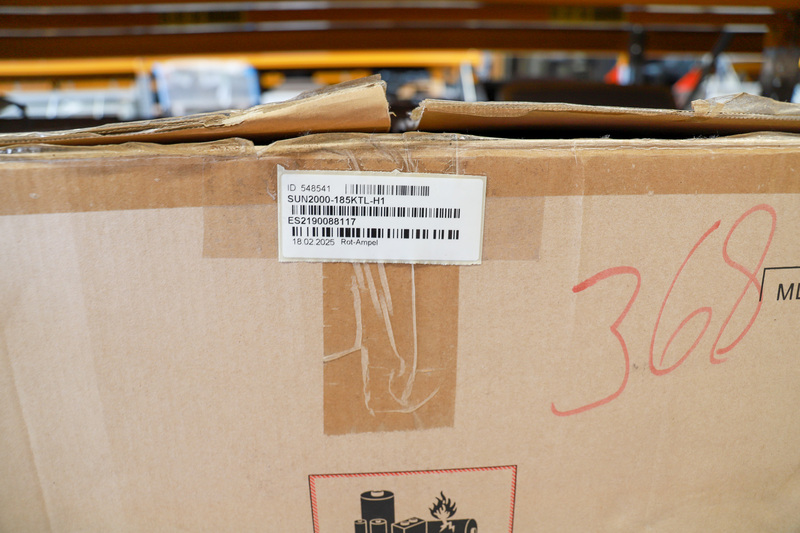 ID 548541
SUN2000-185KTL-H1
ES2190088117
18.02.2025 Rot-Ampel
368